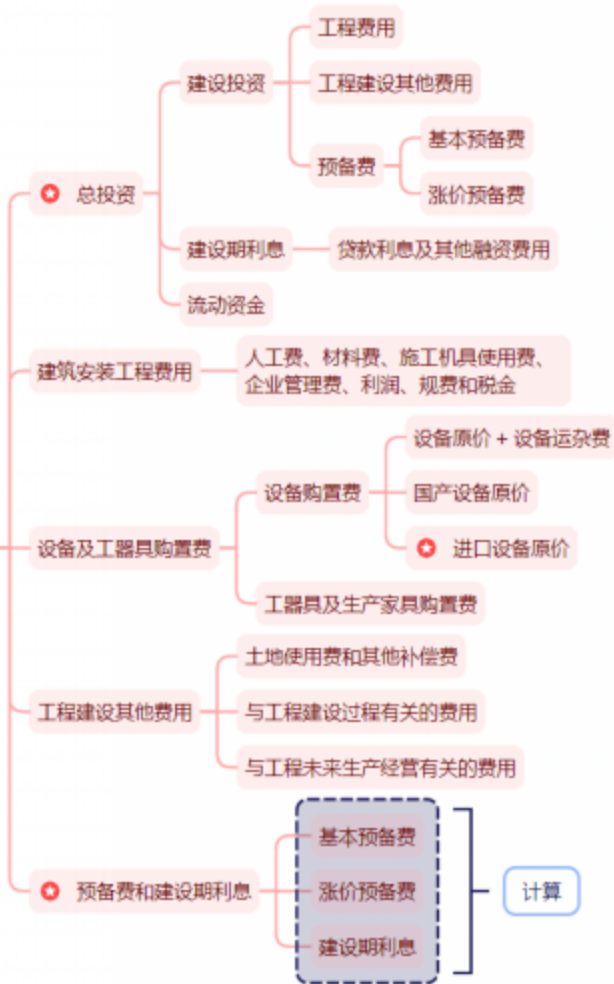 工程费用
建设投资
工程建设其他费用
基本预备费
预备费
涨价预备费
总投资
建设期利息
贷款利息及其他融资费用
流动资金
建筑安装工程费用
人工费、材料费、施工机具使用费、
企业管理费、利润、规费和税金
设备原价 + 设备运杂费
设备购置费
国产设备原价
进口设备原价
设备及工器具购置费
工器具及生产家具购置费
土地使用费和其他补偿费
工程建设其他费用
与工程建设过程有关的费用
与工程未来生产经营有关的费用
基本预备费
预备费和建设期利息
涨价预备费
建设期利息
计算